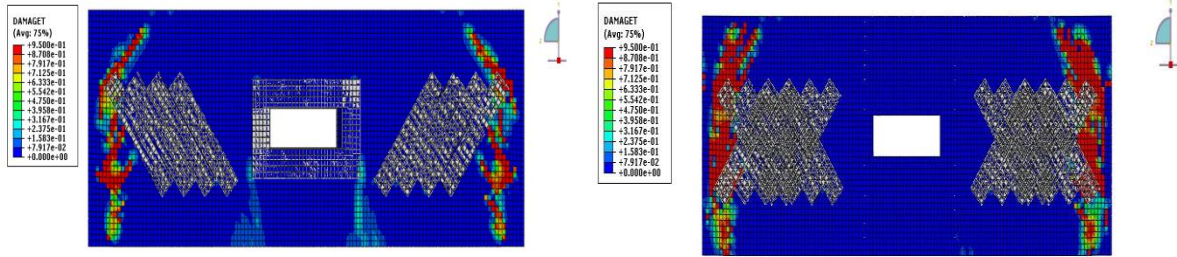 DAMAGET
(Avg: 75%)
+9.500e-01
+8.708e-01
+7.917e-01
+7.125e-01
+6.333e-01
+5.542e-01
+4.750e-01
+3.958e-01
+3.167e-01
+2.375e-01
+1.583e-01
+7.917e-02
+0.000e+00
DAMAGET
(Avg: 75%)
+9.500e-01
+8.708e-01
+7.917e-01
+7.125e-01
+6.333e-01
+5.542e-01
+4.750e-01
+3.958e-01
+3.167e-01
+2.375e-01
+1.583e-01
+7.917e-02
+0.000e+00